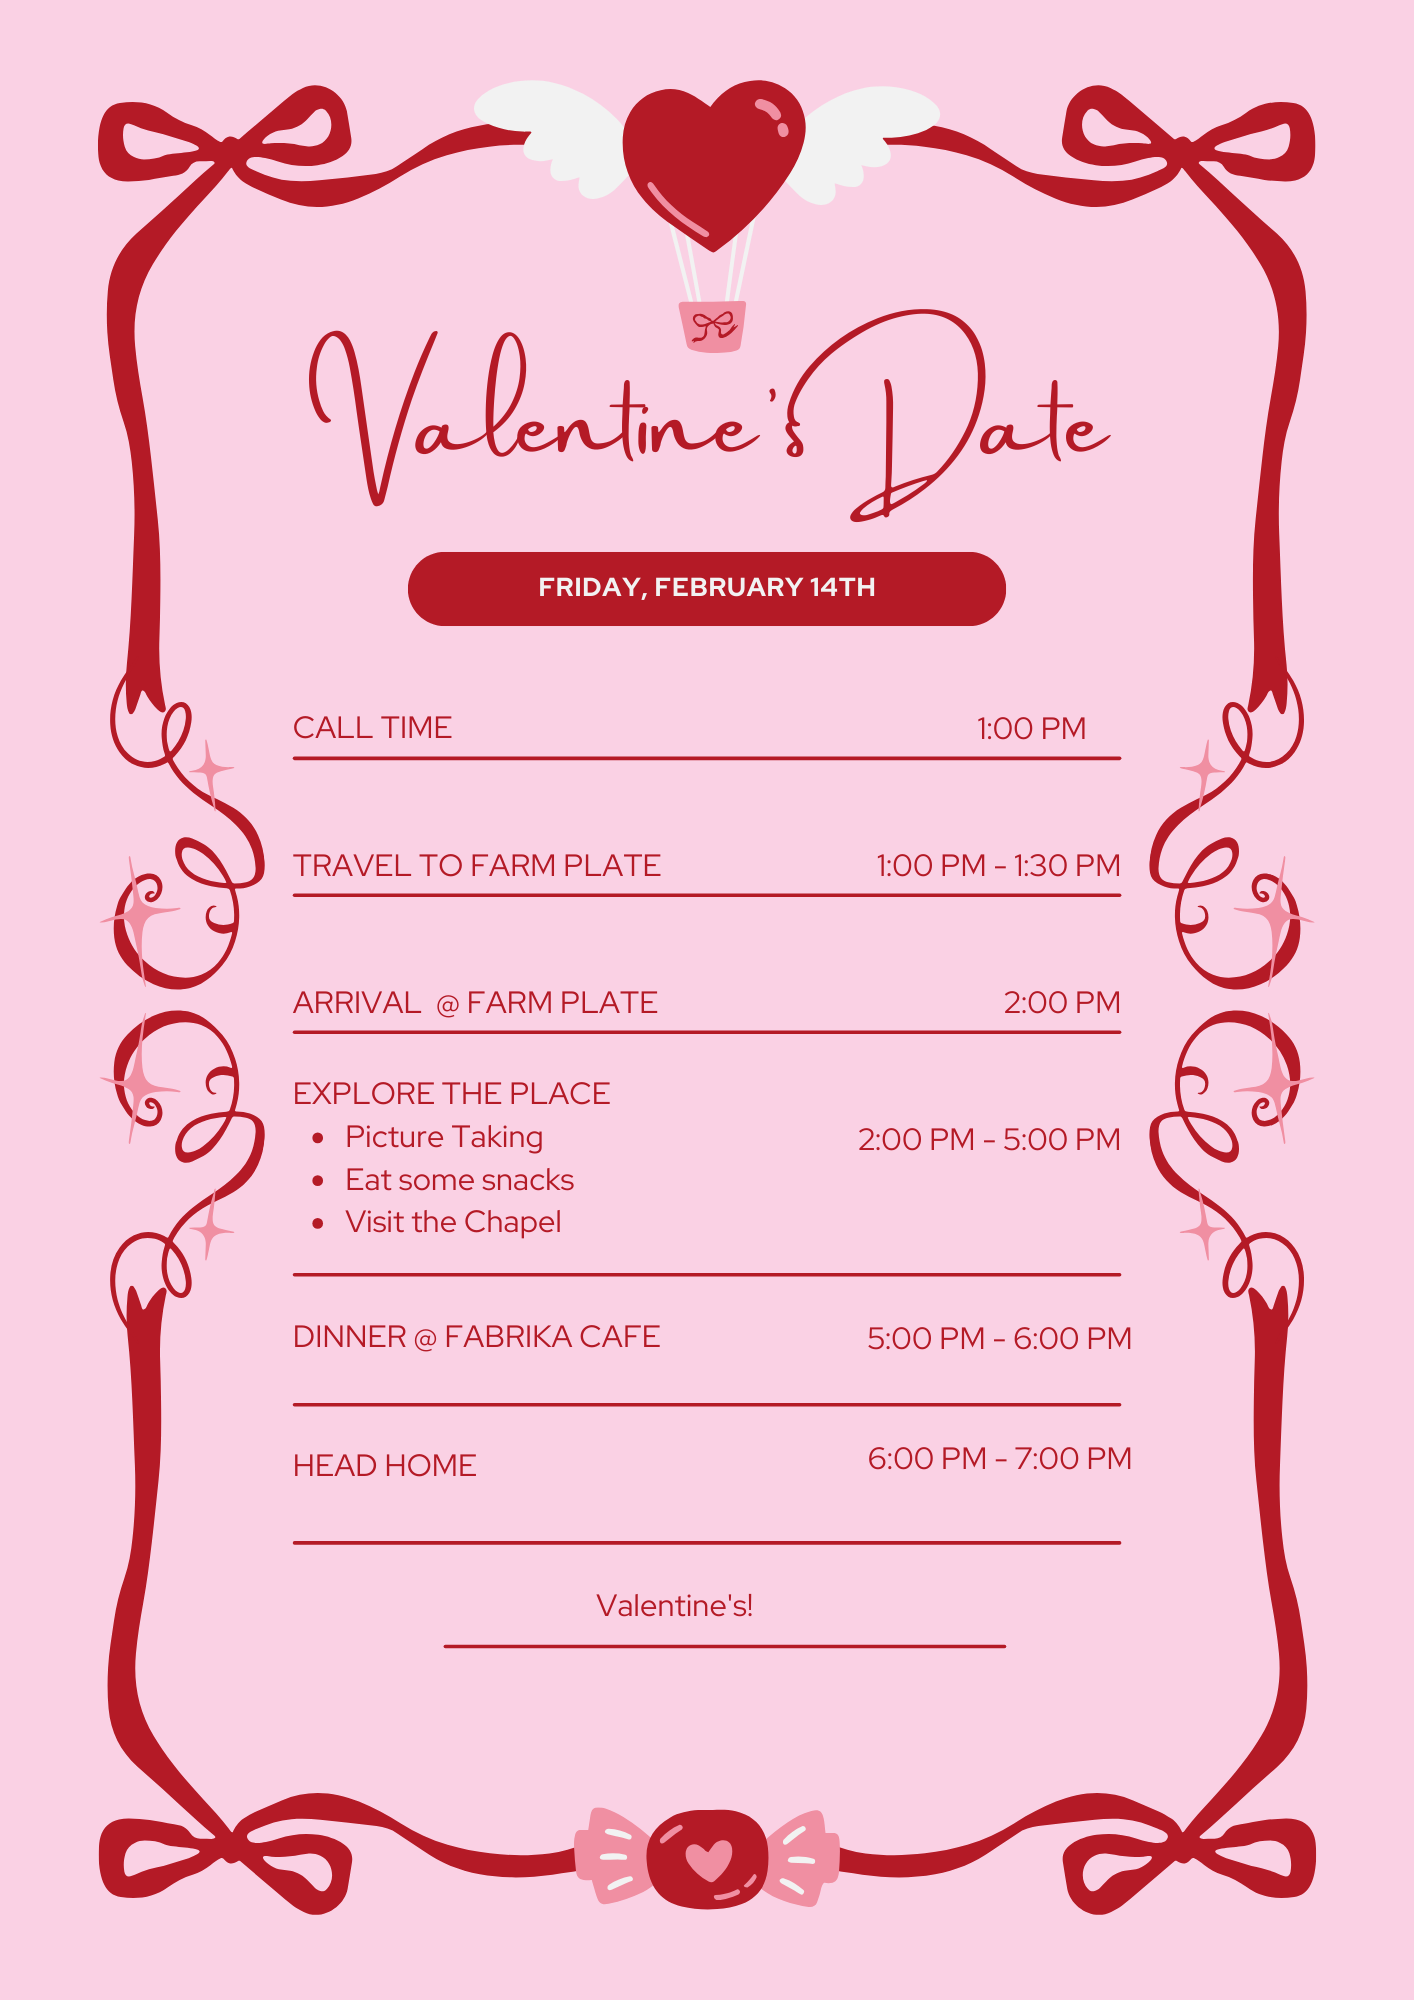 Valentine's Date
FRIDAY, FEBRUARY 14TH
CALL TIME 1:00 PM
TRAVEL TO FARM PLATE 1:00 PM - 1:30 PM
ARRIVAL @ FARM PLATE 2:00 PM
EXPLORE THE PLACE
• Picture Taking
2:00 PM - 5:00 PM
• Eat some snacks
• Visit the Chapel
DINNER @ FABRIKA CAFE 5:00 PM - 6:00 PM
HEAD HOME 6:00 PM - 7:00 PM
Valentine's!